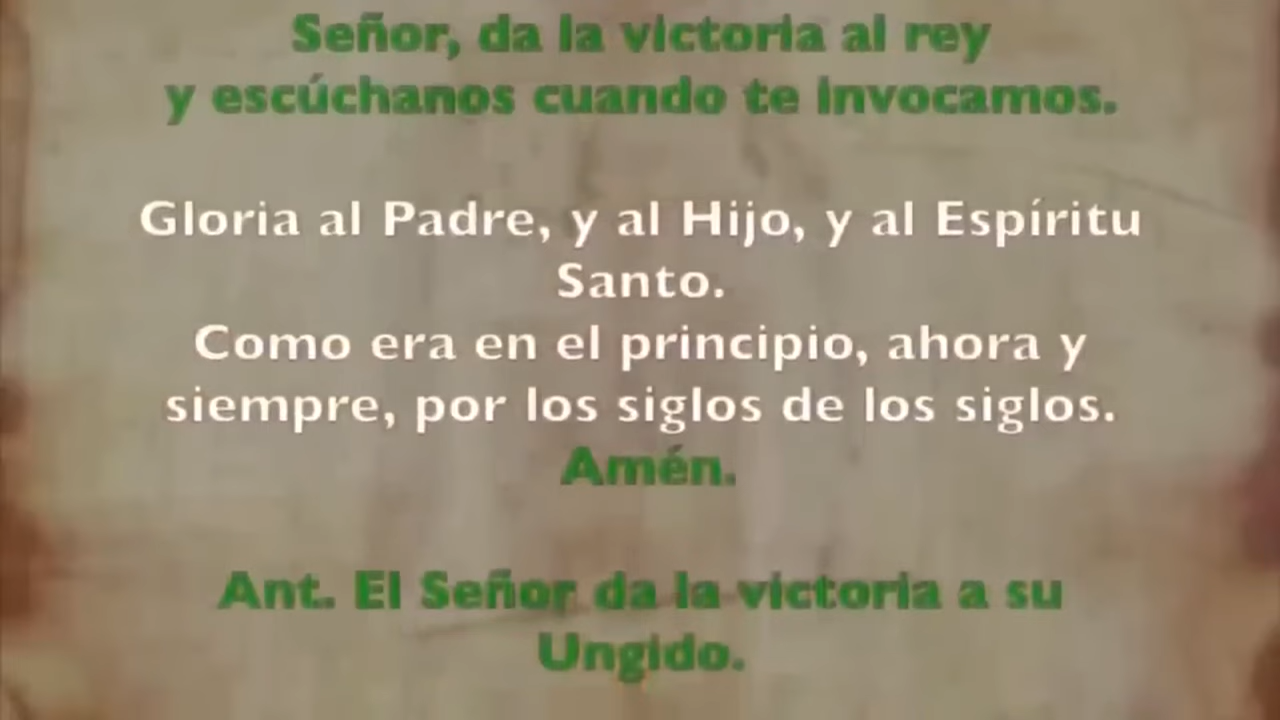 Señor, da la victoria al rey
y escúchanos cuando te invocamos.
Gloria al Padre, y al Hijo, y al Espíritu
Santo.
Como era en el principio, ahora y
siempre, por los siglos de los siglos.
Amén.
Ant. El Señor da la victoria a su
Ungido.